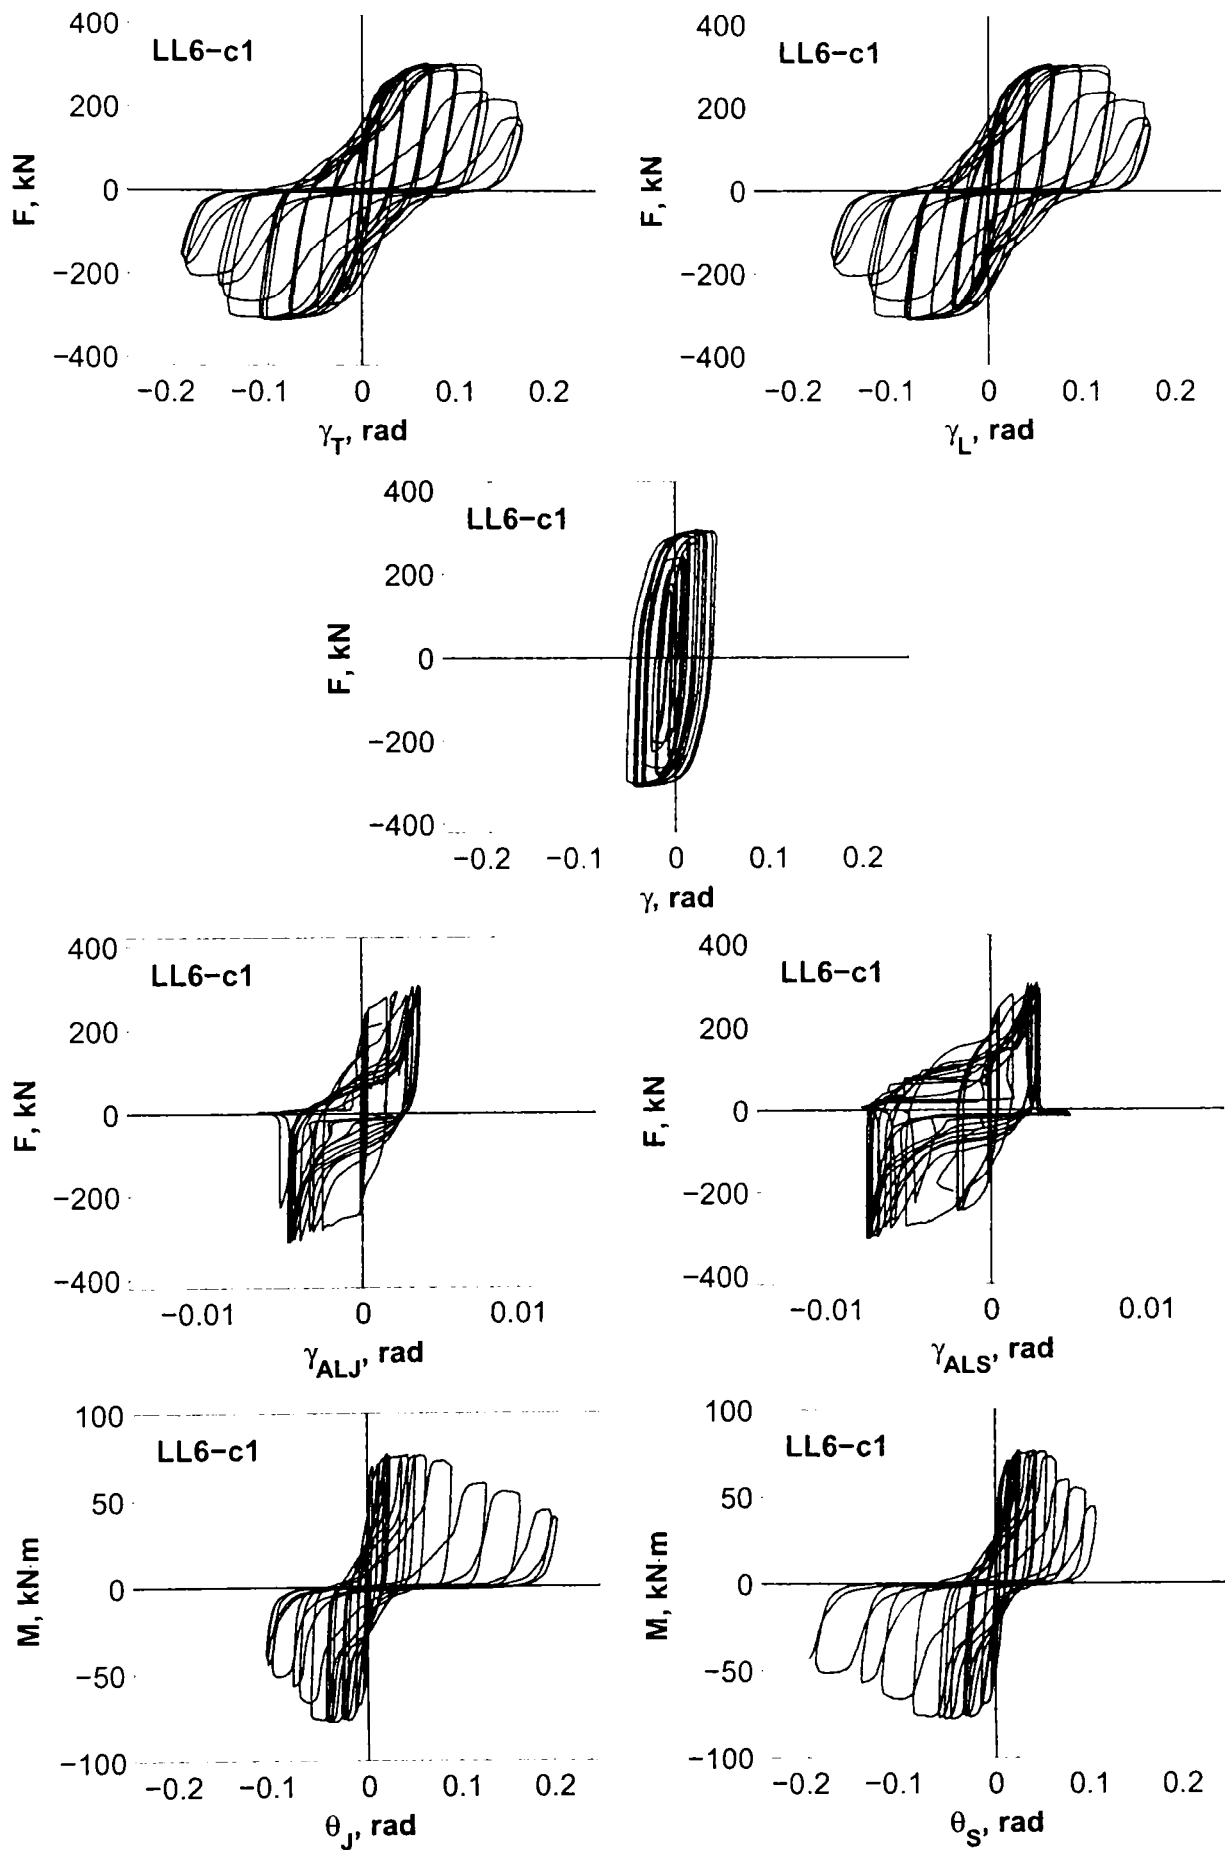 400
LL6−c1
200
F, kN
0
−200
−400
−0.2 −0.1 0 0.1 0.2
γT, rad
400
LL6−c1
200
F, kN
0
−200
−400
−0.2 −0.1 0 0.1 0.2
γL, rad
400
LL6−c1
200
F, kN
0
−200
−400
−0.2 −0.1 0 0.1 0.2
γ, rad
400
LL6−c1
200
F, kN
0
−200
−400
−0.01 0 0.01
γALJ, rad
400
LL6−c1
200
F, kN
0
−200
−400
−0.01 0 0.01
γALS, rad
100
LL6−c1
50
M, kN·m
0
−50
−100
−0.2 −0.1 0 0.1 0.2
θJ, rad
100
LL6−c1
50
M, kN·m
0
−50
−100
−0.2 −0.1 0 0.1 0.2
θS, rad